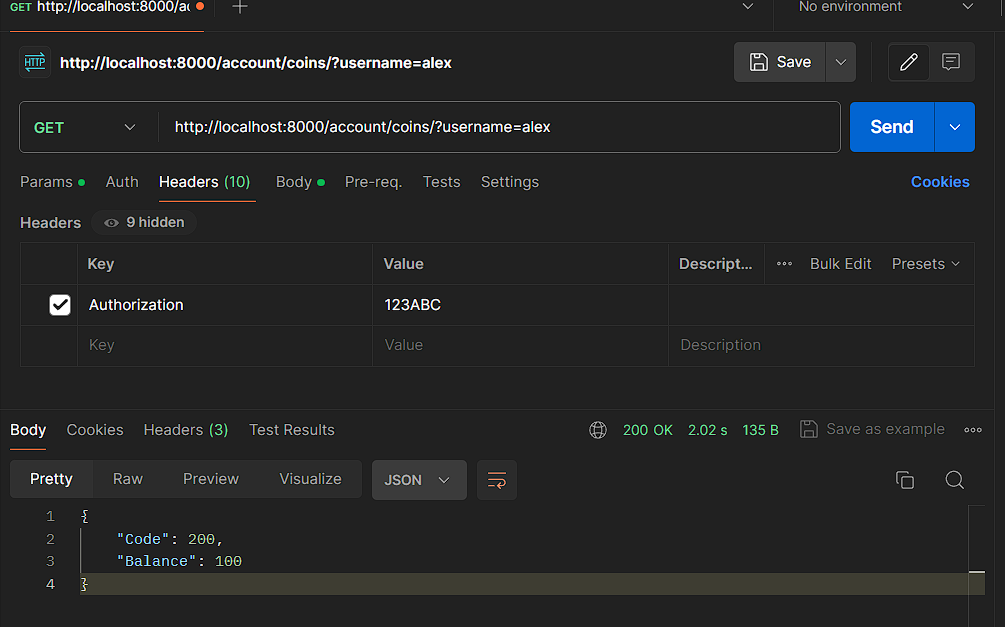 GET http://localhost:8000/ac
No environment
HTTP http://localhost:8000/account/coins/?username=alex Save
GET http://localhost:8000/account/coins/?username=alex Send
Params Auth Headers (10) Body Pre-req. Tests Settings Cookies
Headers 9 hidden
Key Value Descript... Bulk Edit Presets
Authorization 123ABC
Key Value Description
Body Cookies Headers (3) Test Results 200 OK 2.02 s 135 B Save as example
Pretty Raw Preview Visualize JSON
1 {
2 "Code": 200,
3 "Balance": 100
4 }